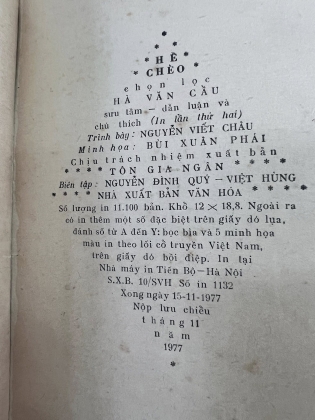 *
* *
* HỀ *
* * CHÈO * *
chọn lọc
HÀ VĂN CẦU
sưu tầm — dẫn luận và
chú thích (In lần thứ hai)
Trình bày: NGUYỄN VIẾT CHÂU
Minh họa: BÙI XUÂN PHÁI
Chịu trách nhiệm xuất bản
* * * * TÔN GIA NGÂN * * * *
Biên tập: NGUYỄN ĐÌNH QUÝ — VIỆT HÙNG
* * * * NHÀ XUẤT BẢN VĂN HÓA * * * *
Số lượng in 11.100 bản. Khổ 12 × 18,8. Ngoài ra
có in thêm một số đặc biệt trên giấy dó lụa,
đánh số từ A đến Y: bọc bìa và 5 minh họa
màu in theo lối cổ truyền Việt Nam,
trên giấy dó bồi điệp. In tại
Nhà máy in Tiến Bộ — Hà Nội
S.X.B. 10/SVH Số in 1132
Xong ngày 15-11-1977
Nộp lưu chiều
tháng 11
năm
1977
*